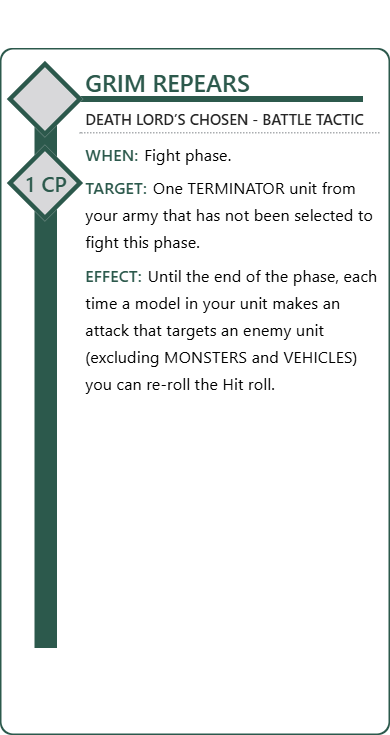 GRIM REPEARS
DEATH LORD'S CHOSEN - BATTLE TACTIC
1 CP
WHEN: Fight phase.
TARGET: One TERMINATOR unit from
your army that has not been selected to
fight this phase.
EFFECT: Until the end of the phase, each
time a model in your unit makes an
attack that targets an enemy unit
(excluding MONSTERS and VEHICLES)
you can re-roll the Hit roll.